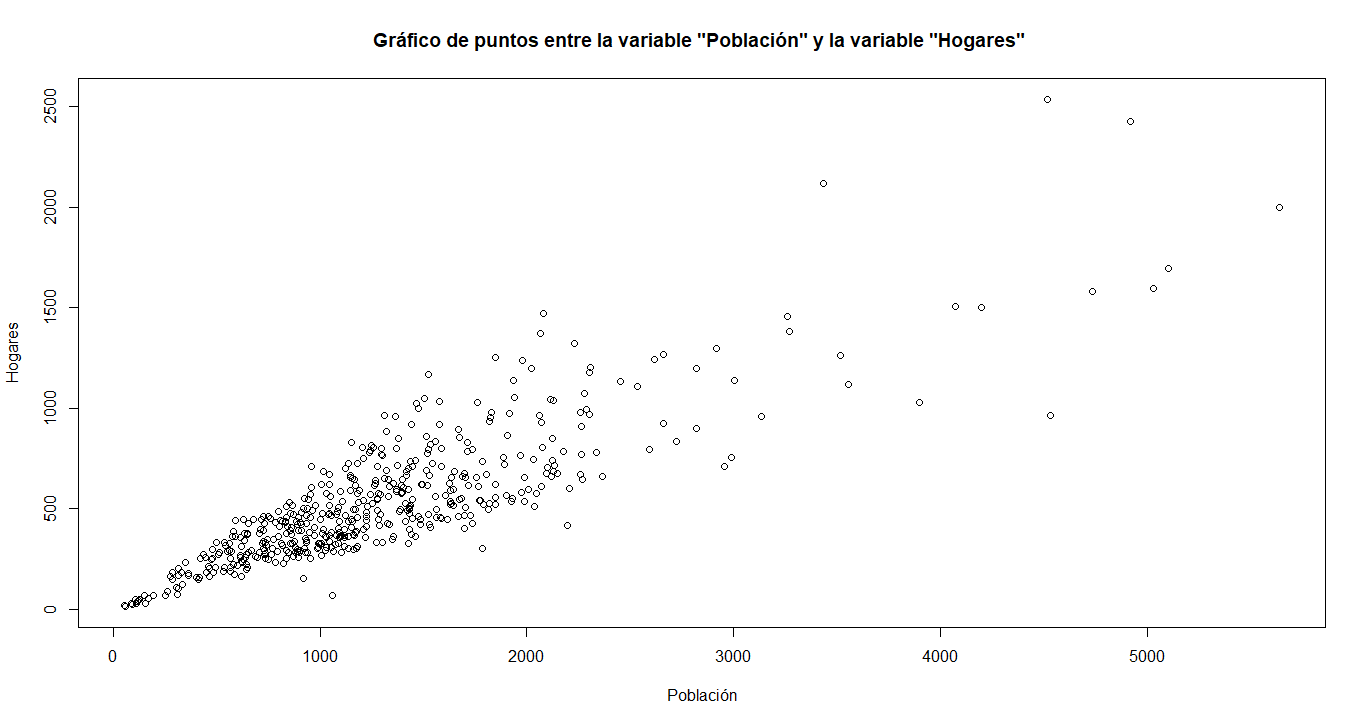 Gráfico de puntos entre la variable "Población" y la variable "Hogares"
2500
2000
1500
1000
500
0
Hogares
0 1000 2000 3000 4000 5000
Población